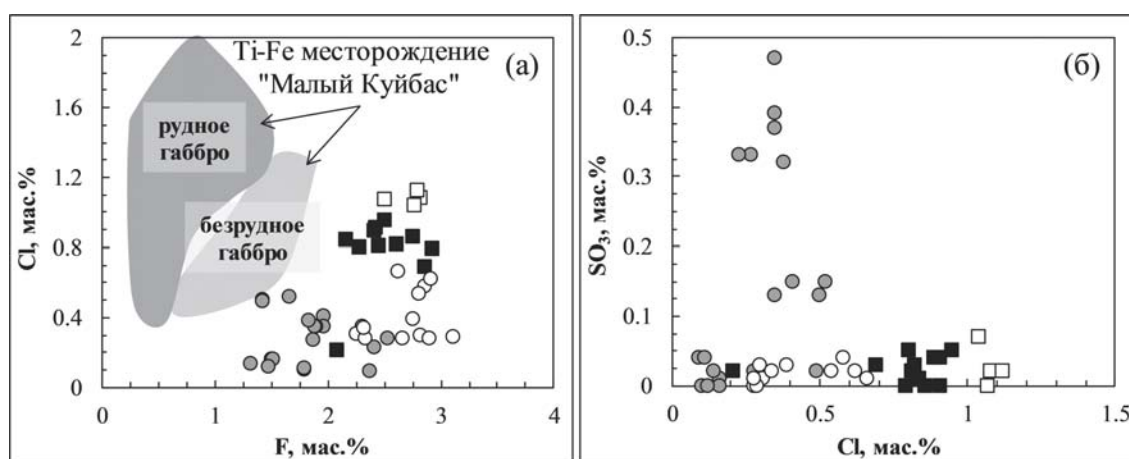 2
1.6
1.2
0.8
0.4
0
0
1
2
3
4
Cl, мас.%
F, мас.%
Ti-Fe месторождение
"Малый Куйбас"
(а)
рудное
габбро
безрудное
габбро
0.5
0.4
0.3
0.2
0.1
0
0
0.5
1
1.5
SO₃, мас.%
Cl, мас.%
(б)